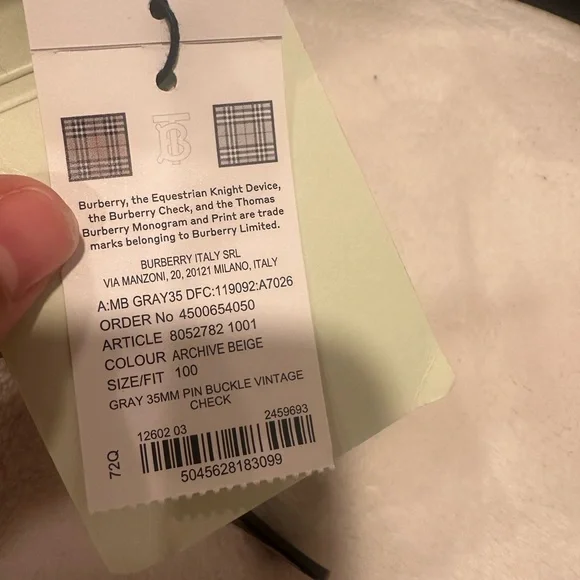 Burberry, the Equestrian Knight Device,
the Burberry Check, and the Thomas
Burberry Monogram and Print are trade
marks belonging to Burberry Limited.
BURBERRY ITALY SRL
VIA MANZONI, 20, 20121 MILANO, ITALY
A:MB GRAY35 DFC:119092:A7026
ORDER No 4500654050
ARTICLE 8052782 1001
COLOUR ARCHIVE BEIGE
SIZE/FIT 100
GRAY 35MM PIN BUCKLE VINTAGE
CHECK
12602 03 2459693
72Q
5045628183099